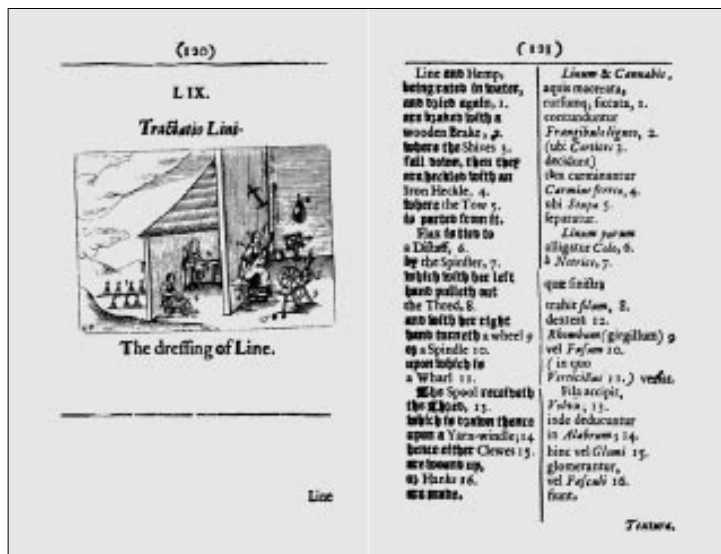 (120)
LIX.
Tractatio Lini.
The dressing of Line.
Line
(121)
Line and Hemp,
being rated in water,
and dried again, 1.
are braked with a
wooden Brake, 2.
where the Shives 3.
fall down, then they
are heckled with an
Iron Heckle. 4.
where the Tow 5.
is parted from it.
Flax is tied to
a Distaff, 6.
by the Spinster, 7.
which with her left
hand pulleth out
the Threed, 8.
and with her right
hand turneth a wheel 9
or a Spindle 10.
upon which is
a Wharl 11.
The Spool receiveth
the Threed, 13.
which is drawn thence
upon a Yarn-windle; 14
hence either Clewes 15.
are wound up,
or Hanks 16.
are made.
Linum & Cannabis,
aquis macerata,
rursumq; siccata, 1.
contunduntur
Frangibulo ligneo, 2.
(ubi Cortices 3.
decidunt)
tum carminantur
Carmine ferreo, 4.
ubi Stupa 5.
separatur.
Linum purum
alligatur Colo, 6.
à Netrice, 7.
quæ sinistra
trahit filum, 8.
dextera 12.
Rhombum (girgillum) 9
vel Fusum 10.
( in quo
Verticillus 11.) versat.
Fila accipit,
Volva, 13.
inde deducuntur
in Alabrum; 14.
hinc vel Glomi 15.
glomerantur,
vel Fasculi 16.
fiunt.
Textura.